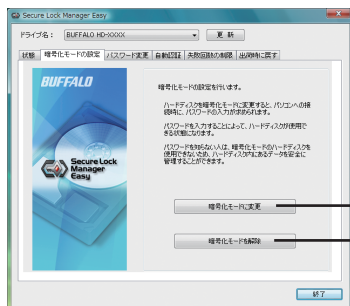 Secure Lock Manager Easy
ドライブ名： BUFFALO HD-XXXXX 更 新
状態 暗号化モードの設定 パスワード変更 自動認証 失敗回数の制限 出荷時に戻す
BUFFALO
Secure Lock
Manager
Easy
暗号化モードの設定を行います。
ハードディスクを暗号化モードに変更すると、パソコンへの接
続時に、パスワードの入力が求められます。
パスワードを入力することによって、ハードディスクが使用で
きる状態になります。
パスワードを知らない人は、暗号化モードのハードディスクを
使用できないため、ハードディスク内にあるデータを安全に
管理することができます。
暗号化モードに変更
暗号化モードを解除
終了